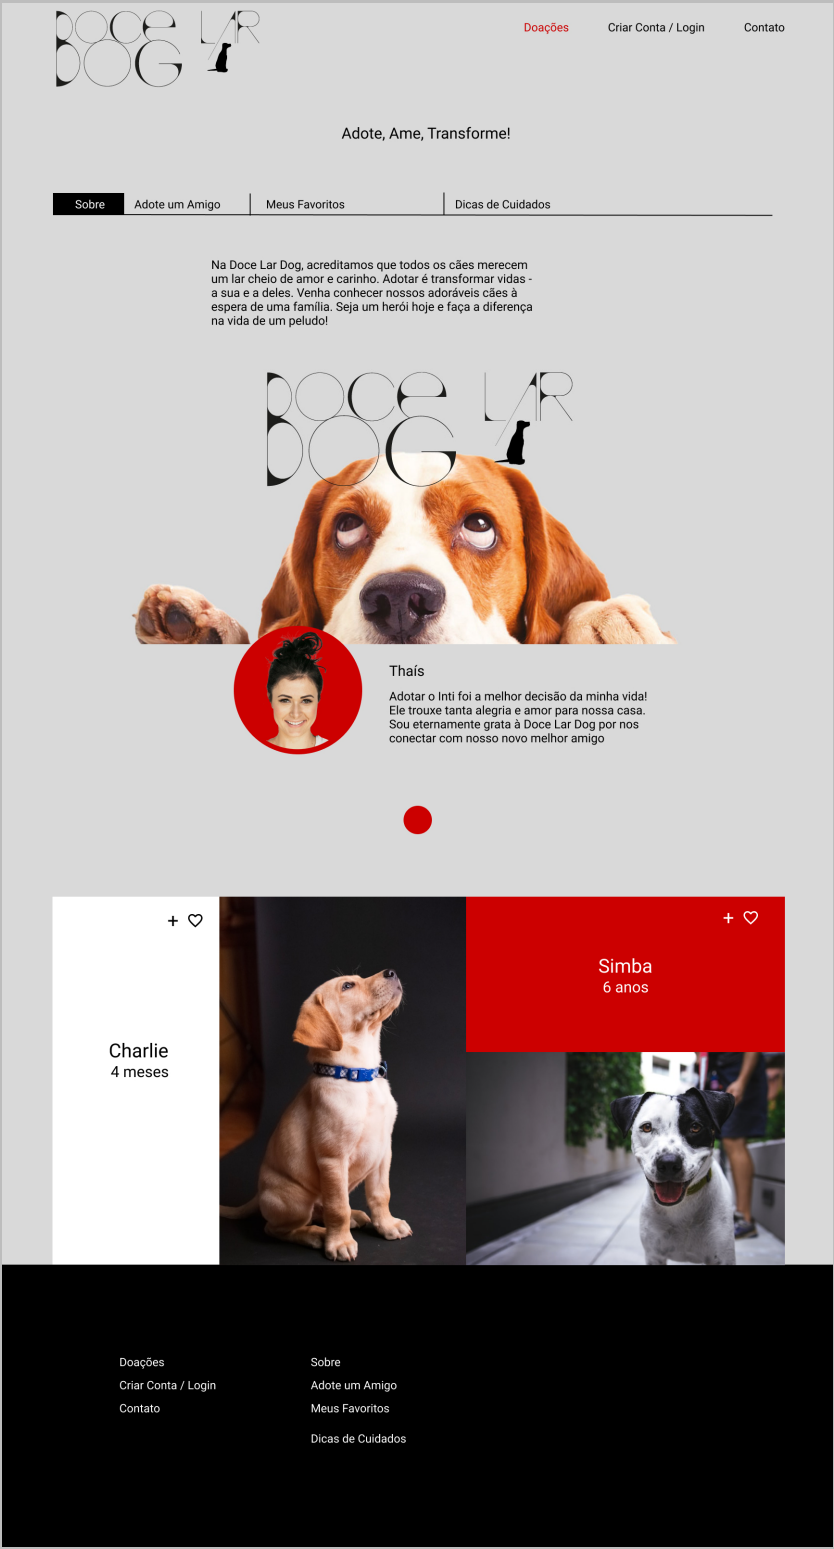 DOCE LAR
DOG
Doações
Criar Conta / Login
Contato
Adote, Ame, Transforme!
Sobre
Adote um Amigo
Meus Favoritos
Dicas de Cuidados
Na Doce Lar Dog, acreditamos que todos os cães merecem
um lar cheio de amor e carinho. Adotar é transformar vidas -
a sua e a deles. Venha conhecer nossos adoráveis cães à
espera de uma família. Seja um herói hoje e faça a diferença
na vida de um peludo!
DOCE LAR
DOG
Thaís
Adotar o Inti foi a melhor decisão da minha vida!
Ele trouxe tanta alegria e amor para nossa casa.
Sou eternamente grata à Doce Lar Dog por nos
conectar com nosso novo melhor amigo
Charlie
4 meses
Simba
6 anos
Doações
Criar Conta / Login
Contato
Sobre
Adote um Amigo
Meus Favoritos
Dicas de Cuidados